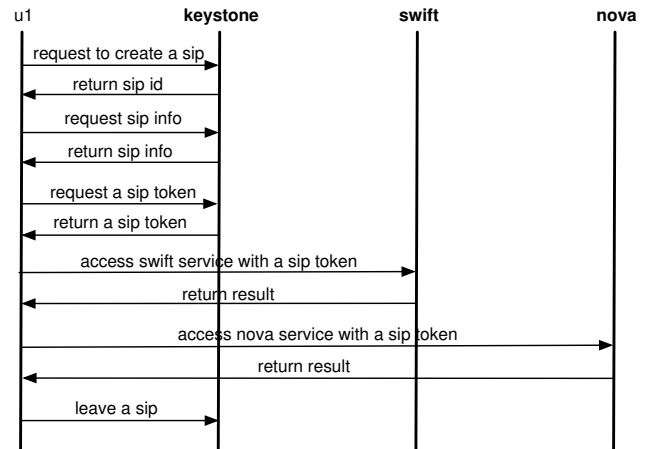 u1 keystone swift nova
request to create a sip
return sip id
request sip info
return sip info
request a sip token
return a sip token
access swift service with a sip token
return result
access nova service with a sip token
return result
leave a sip